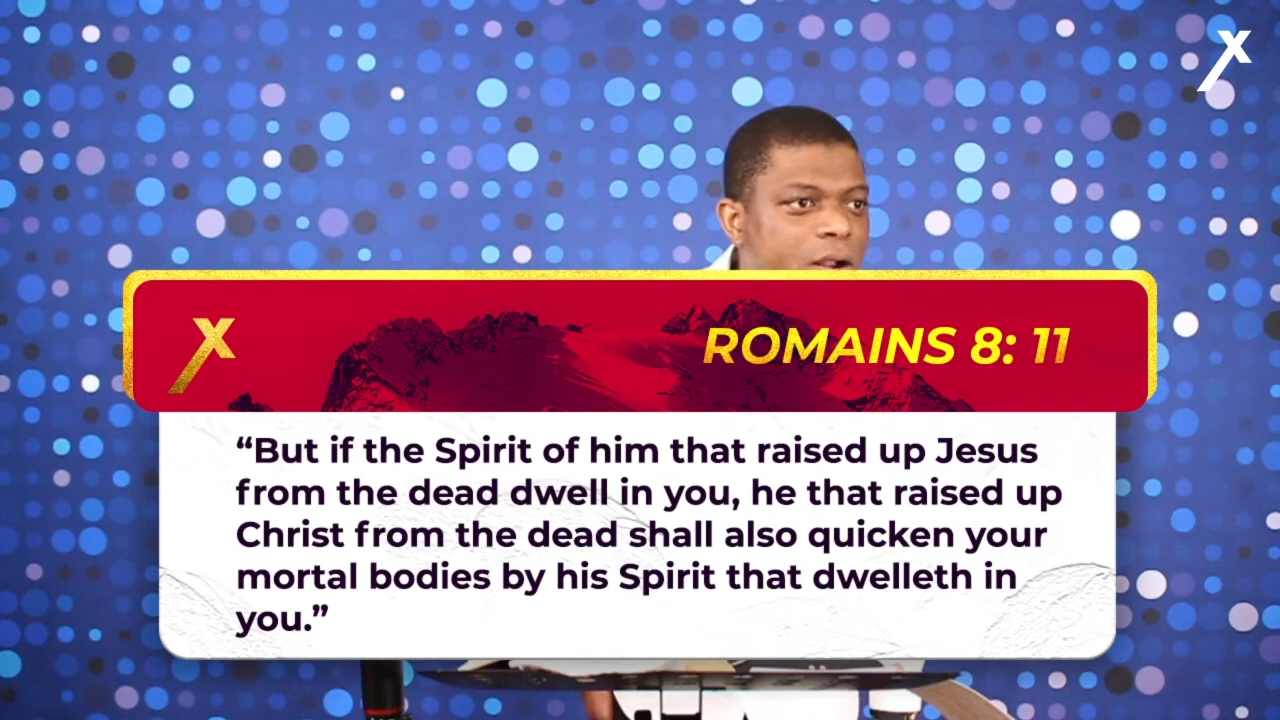 ROMAINS 8: 11
“But if the Spirit of him that raised up Jesus
from the dead dwell in you, he that raised up
Christ from the dead shall also quicken your
mortal bodies by his Spirit that dwelleth in
you.”